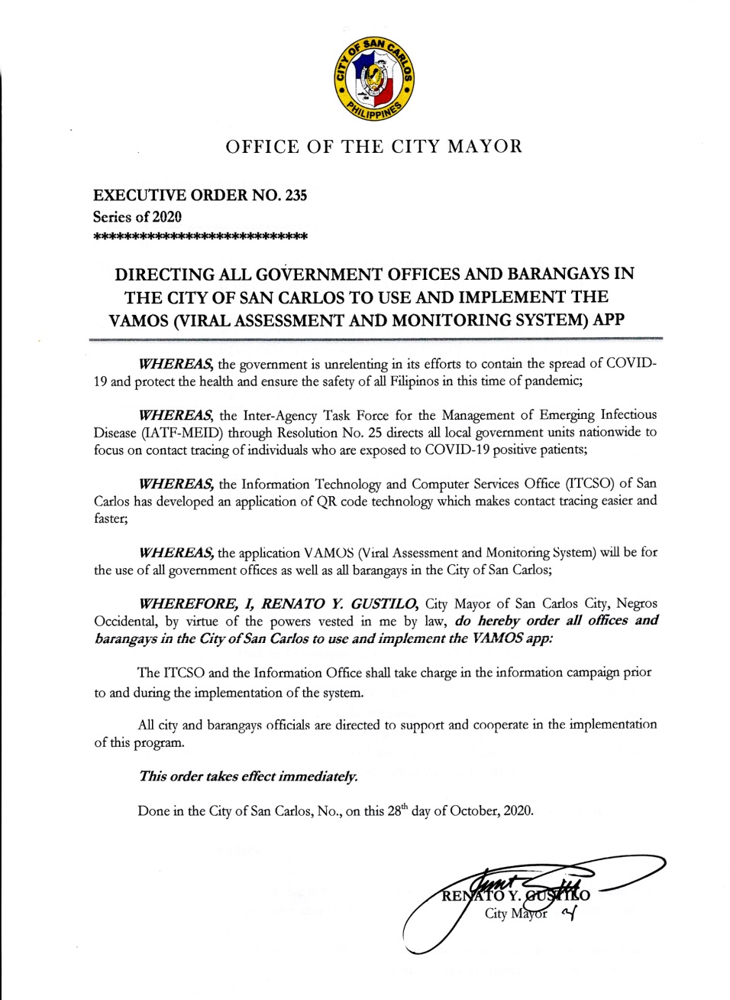 CITY OF SAN CARLOS
PHILIPPINES
OFFICE OF THE CITY MAYOR
EXECUTIVE ORDER NO. 235
Series of 2020
****************************
DIRECTING ALL GOVERNMENT OFFICES AND BARANGAYS IN
THE CITY OF SAN CARLOS TO USE AND IMPLEMENT THE
VAMOS (VIRAL ASSESSMENT AND MONITORING SYSTEM) APP
WHEREAS, the government is unrelenting in its efforts to contain the spread of COVID-
19 and protect the health and ensure the safety of all Filipinos in this time of pandemic;
WHEREAS, the Inter-Agency Task Force for the Management of Emerging Infectious
Disease (IATF-MEID) through Resolution No. 25 directs all local government units nationwide to
focus on contact tracing of individuals who are exposed to COVID-19 positive patients;
WHEREAS, the Information Technology and Computer Services Office (ITCSO) of San
Carlos has developed an application of QR code technology which makes contact tracing easier and
faster;
WHEREAS, the application VAMOS (Viral Assessment and Monitoring System) will be for
the use of all government offices as well as all barangays in the City of San Carlos;
WHEREFORE, I, RENATO Y. GUSTILO, City Mayor of San Carlos City, Negros
Occidental, by virtue of the powers vested in me by law, do hereby order all offices and
barangays in the City of San Carlos to use and implement the VAMOS app:
The ITCSO and the Information Office shall take charge in the information campaign prior
to and during the implementation of the system.
All city and barangays officials are directed to support and cooperate in the implementation
of this program.
This order takes effect immediately.
Done in the City of San Carlos, No., on this 28th day of October, 2020.
RENATO Y. GUSTILO
City Mayor